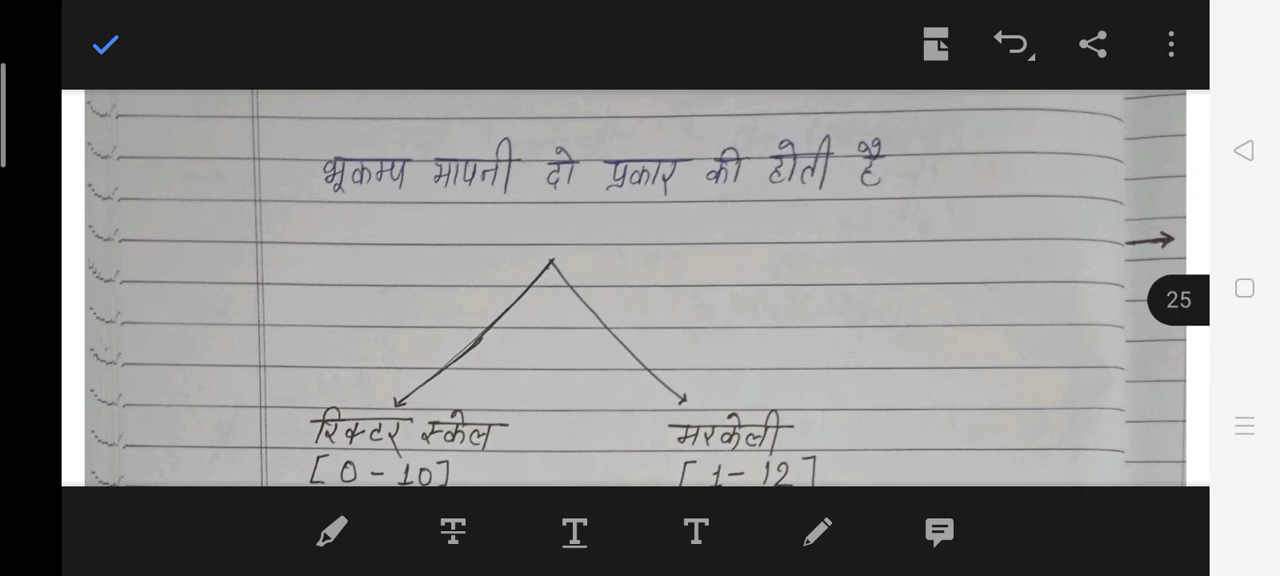 भूकम्प मापनी दो प्रकार की होती है
25
रिक्टर स्केल
मरकेली
[0-10]
[1-12]
T
T
T